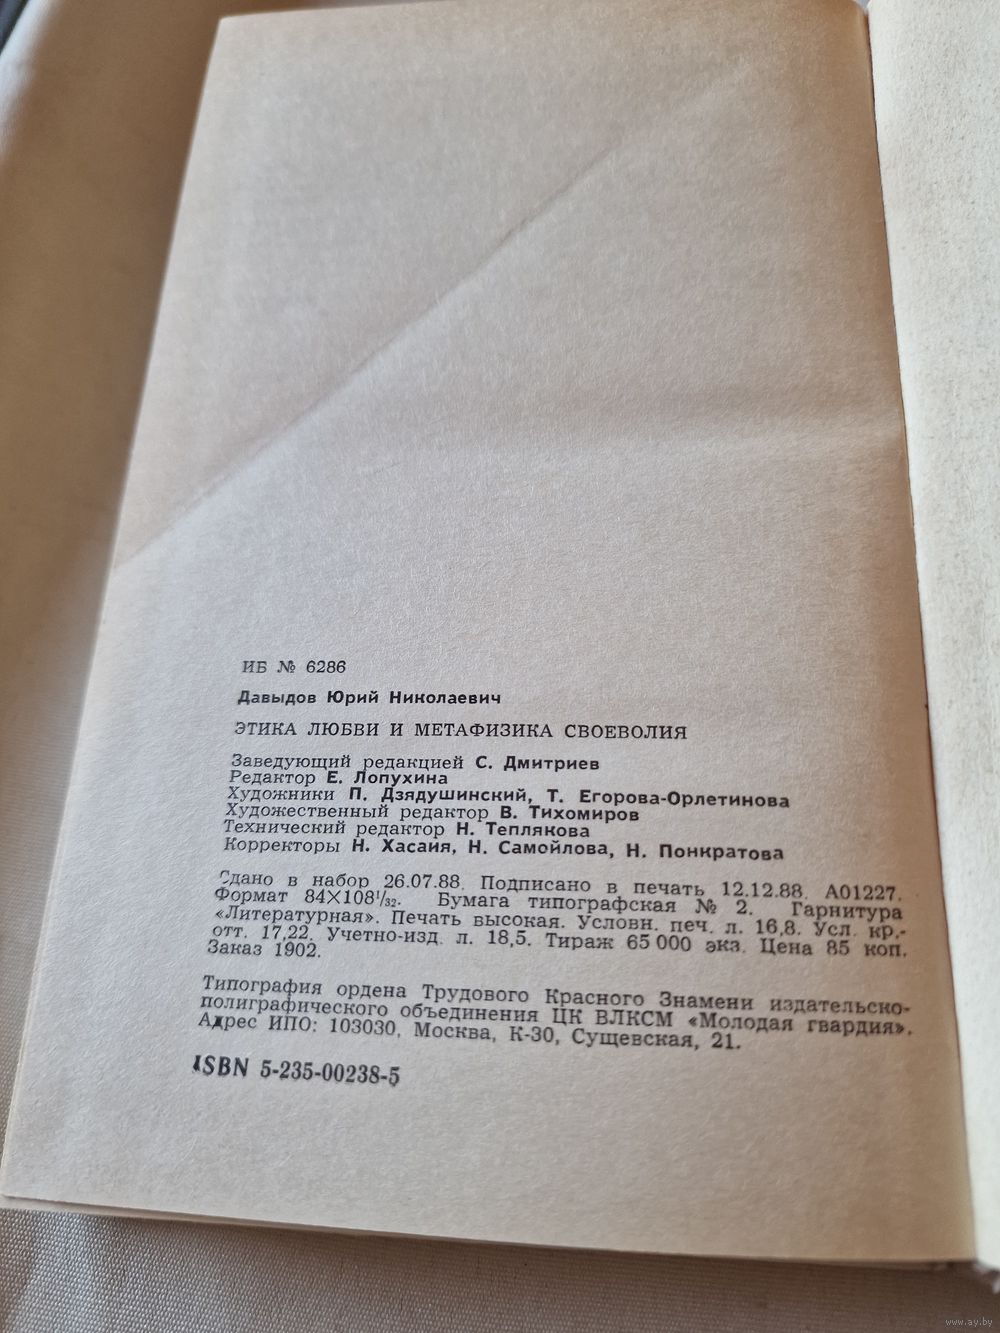 ИБ № 6286
Давыдов Юрий Николаевич
ЭТИКА ЛЮБВИ И МЕТАФИЗИКА СВОЕВОЛИЯ
Заведующий редакцией С. Дмитриев
Редактор Е. Лопухина
Художники П. Дзядушинский, Т. Егорова-Орлетинова
Художественный редактор В. Тихомиров
Технический редактор Н. Теплякова
Корректоры Н. Хасаия, Н. Самойлова, Н. Понкратова
Сдано в набор 26.07.88. Подписано в печать 12.12.88. А01227.
Формат 84×108¹/₃₂. Бумага типографская № 2. Гарнитура
«Литературная». Печать высокая. Условн. печ. л. 16,8. Усл. кр.-
отт. 17,22. Учетно-изд. л. 18,5. Тираж 65 000 экз. Цена 85 коп.
Заказ 1902.
Типография ордена Трудового Красного Знамени издательско-
полиграфического объединения ЦК ВЛКСМ «Молодая гвардия».
Адрес ИПО: 103030, Москва, К-30, Сущевская, 21.
ISBN 5-235-00238-5
www.ay.by